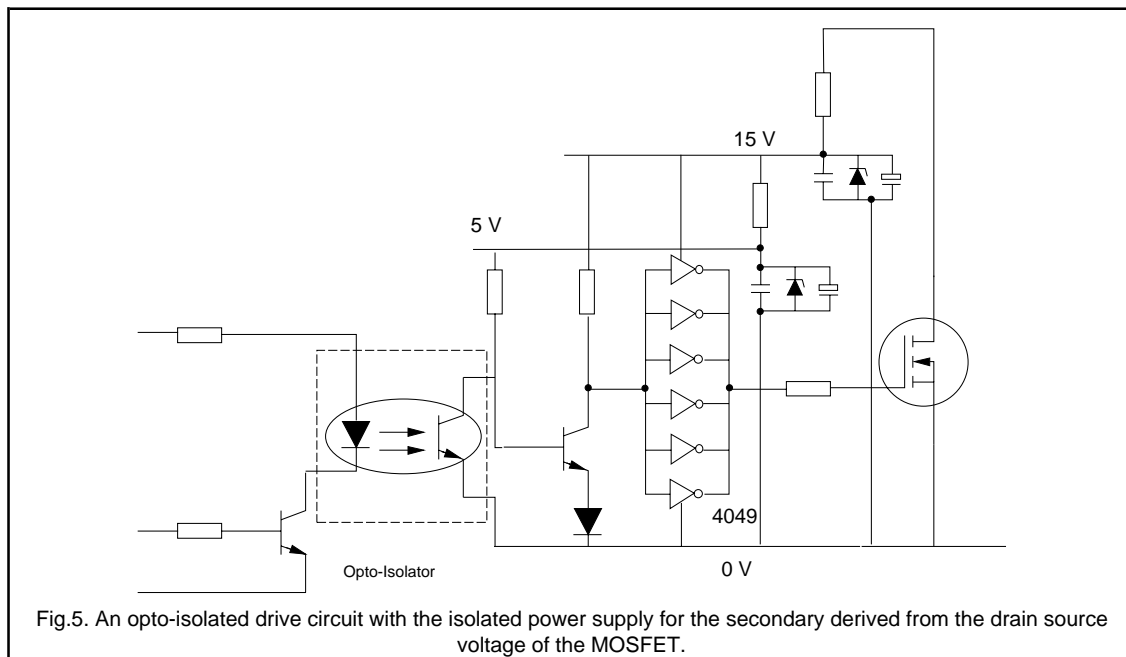 15 V
5 V
4049
0 V
Opto-Isolator
Fig.5. An opto-isolated drive circuit with the isolated power supply for the secondary derived from the drain source
voltage of the MOSFET.